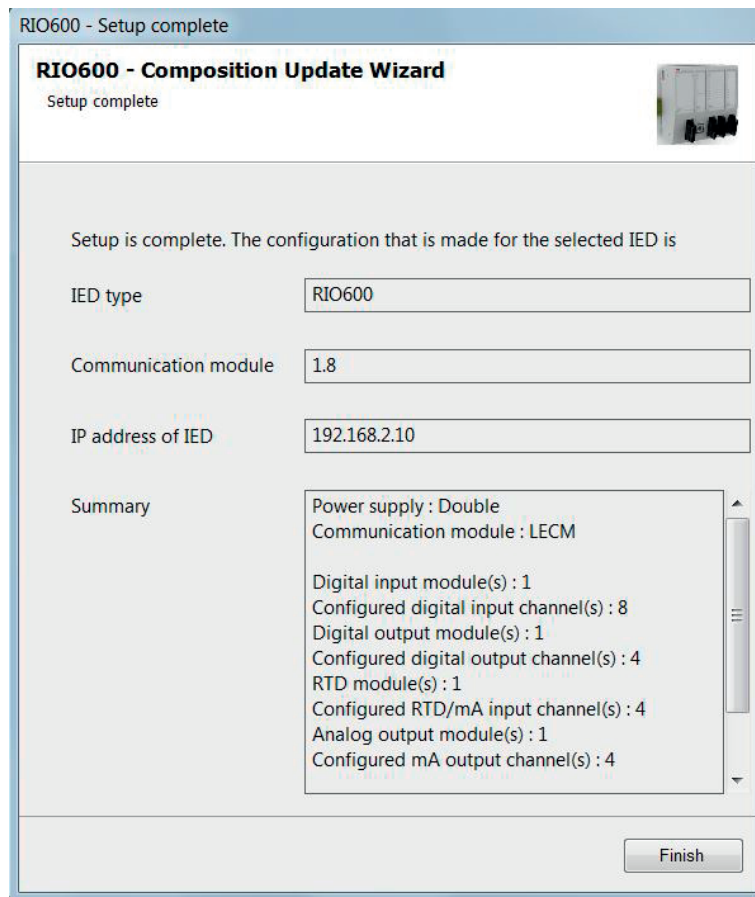 RIO600 - Setup complete
RIO600 - Composition Update Wizard
Setup complete
Setup is complete. The configuration that is made for the selected IED is
IED type
RIO600
Communication module
1.8
IP address of IED
192.168.2.10
Summary
Power supply : Double
Communication module : LECM
Digital input module(s) : 1
Configured digital input channel(s) : 8
Digital output module(s) : 1
Configured digital output channel(s) : 4
RTD module(s) : 1
Configured RTD/mA input channel(s) : 4
Analog output module(s) : 1
Configured mA output channel(s) : 4
Finish